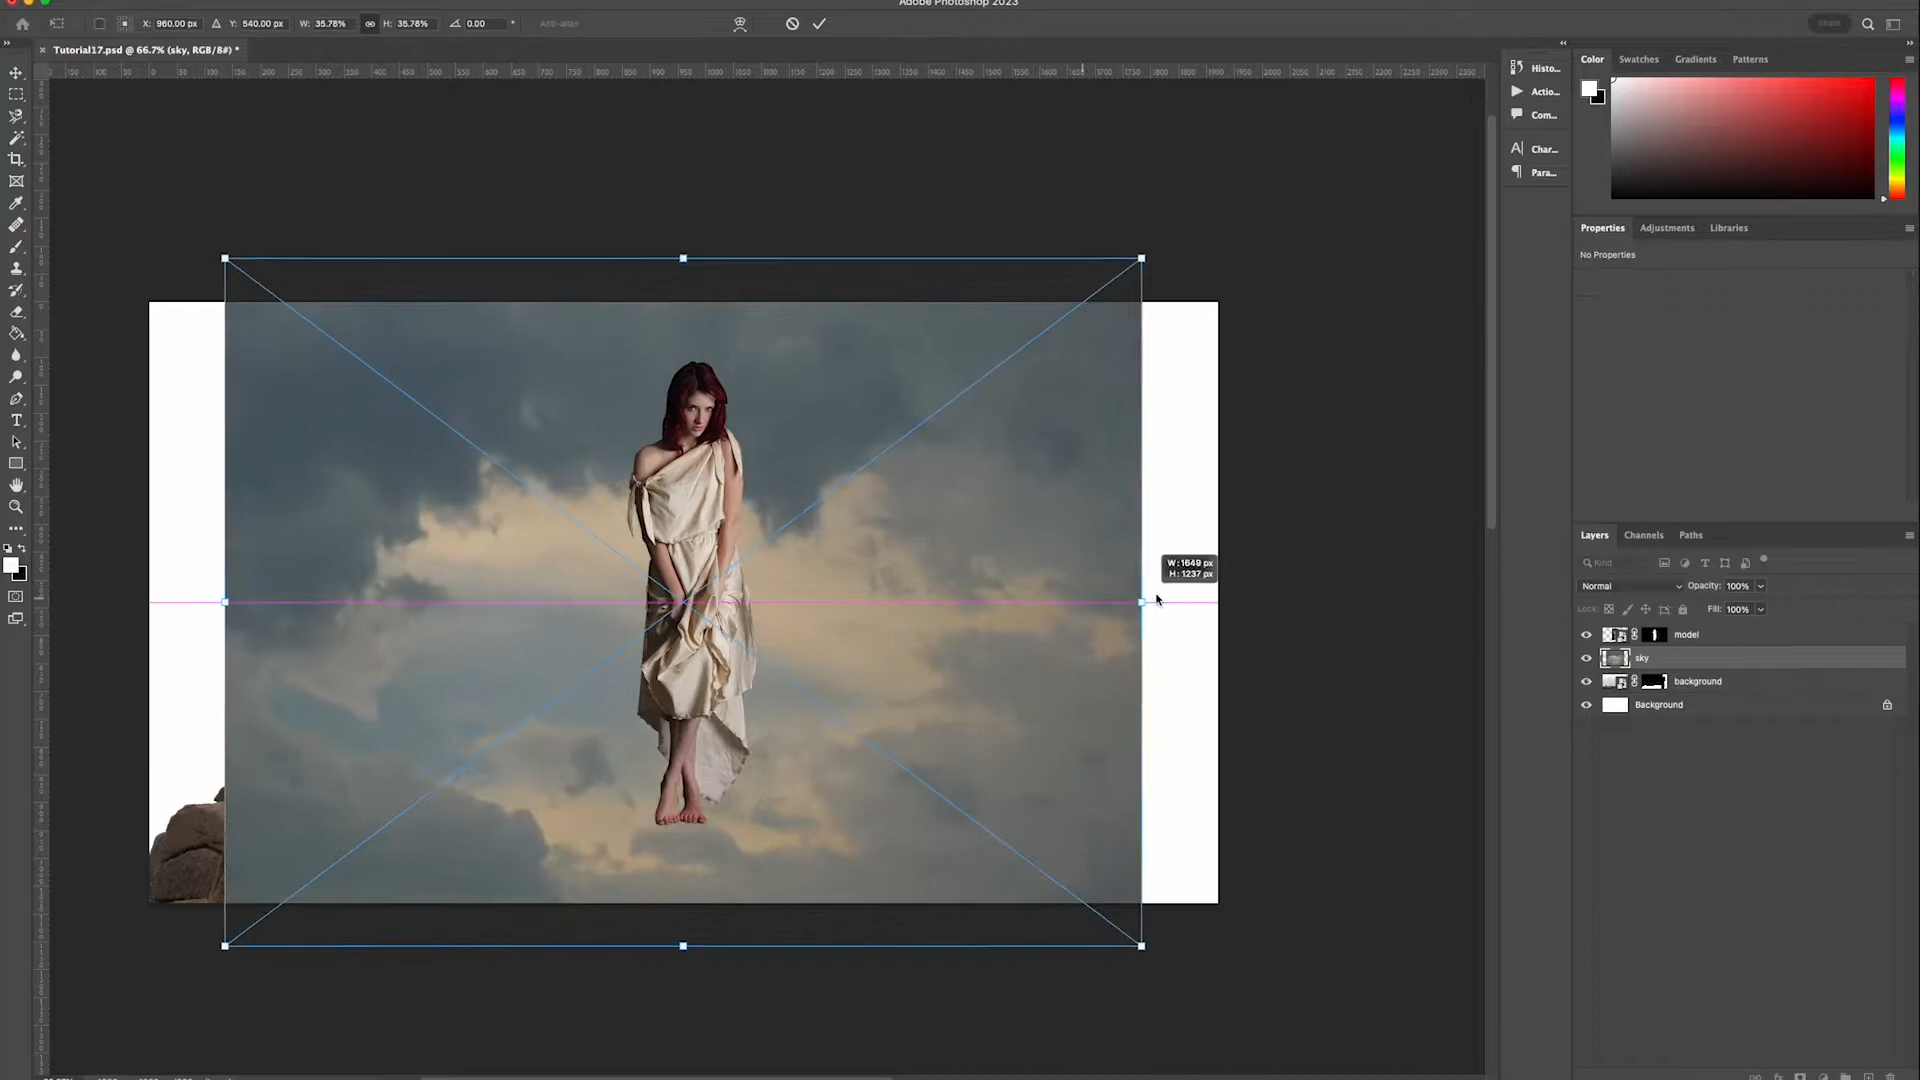 Adobe Photoshop 2023
X: 960.00 px Y: 540.00 px W: 35.78% H: 35.78% 0.00 ° Anti-alias Share
Tutorial17.psd @ 66.7% (sky, RGB/8#) *
Histo...
Actio...
Com...
Char...
Para...
Color Swatches Gradients Patterns
Properties Adjustments Libraries
No Properties
W: 1649 px
H: 1237 px
Layers Channels Paths
Kind
Normal Opacity: 100%
Lock: Fill: 100%
model
sky
background
Background